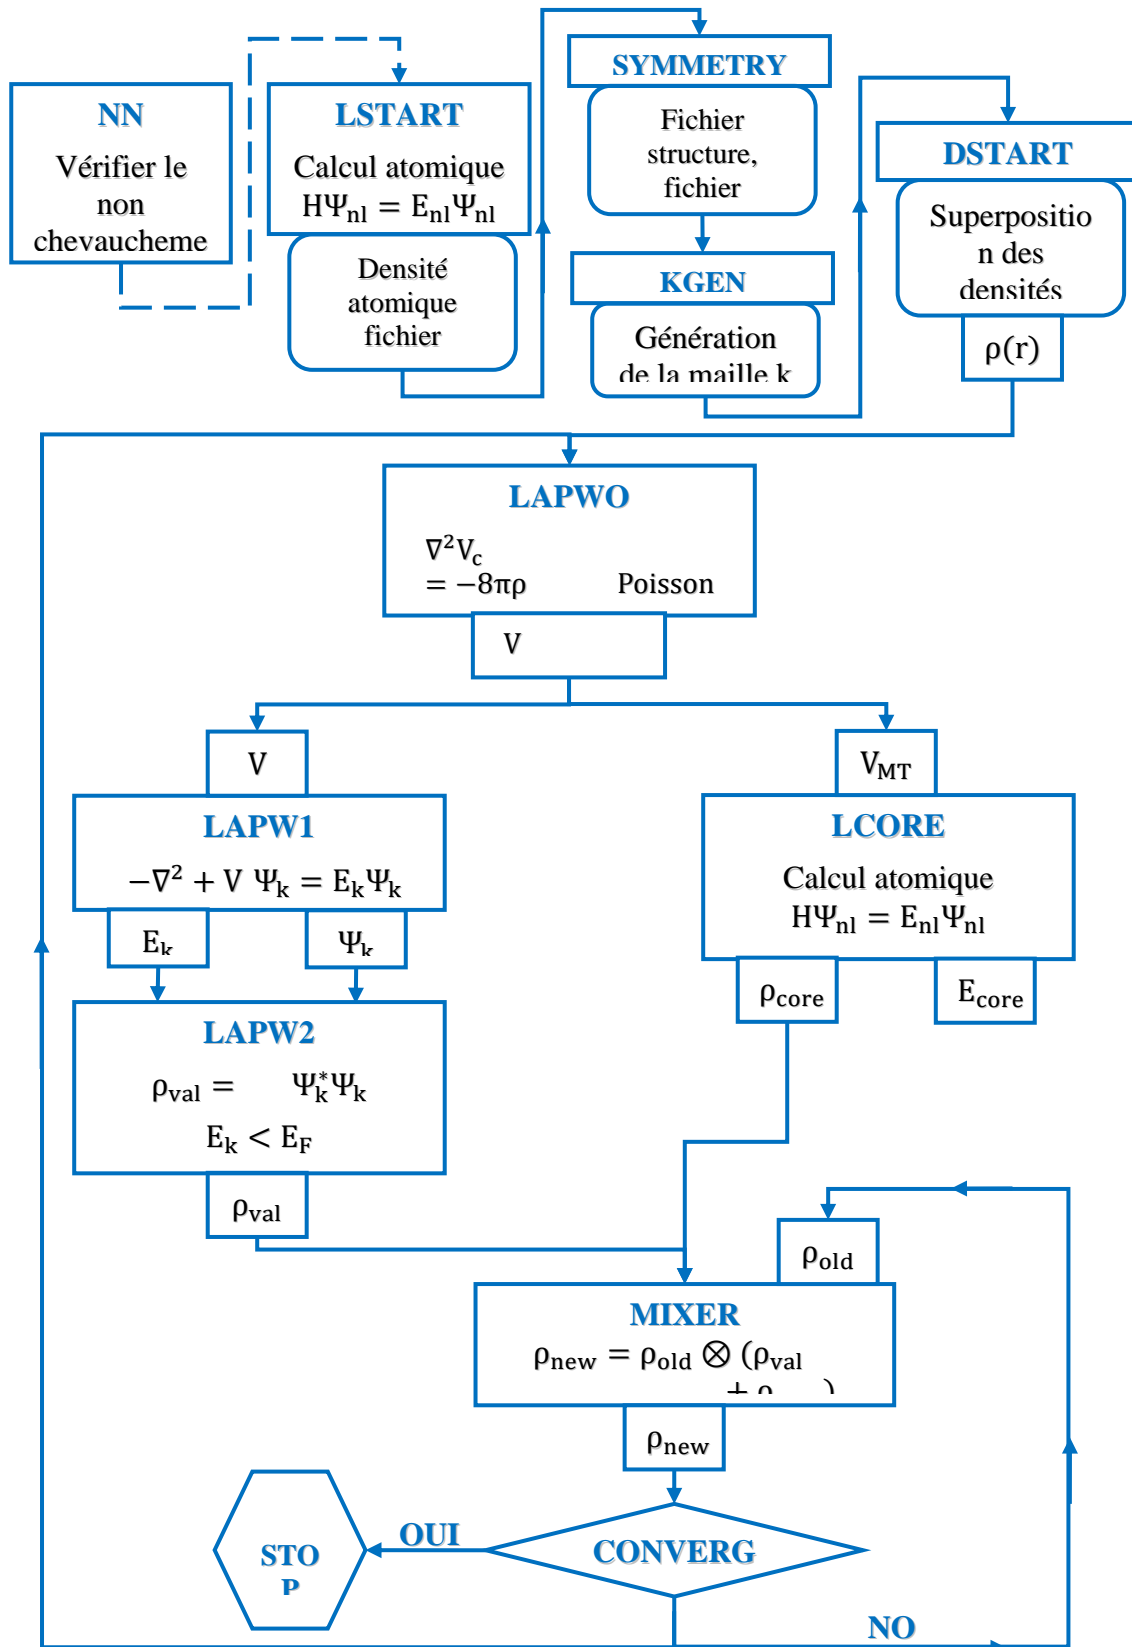 NN
Vérifier le
non
chevaucheme
LSTART
Calcul atomique
HΨnl = EnlΨnl
Densité
atomique
fichier
SYMMETRY
Fichier
structure,
fichier
KGEN
Génération
de la maille k
DSTART
Superpositio
n des
densités
ρ(r)
LAPWO
∇²Vc
= −8πρ Poisson
V
V
LAPW1
−∇² + V Ψk = EkΨk
Ek
Ψk
VMT
LCORE
Calcul atomique
HΨnl = EnlΨnl
ρcore
Ecore
LAPW2
ρval = Ψk*Ψk
Ek < EF
ρval
ρold
MIXER
ρnew = ρold ⊗ (ρval
+ ρ )
ρnew
CONVERG
OUI
STO
P
NO